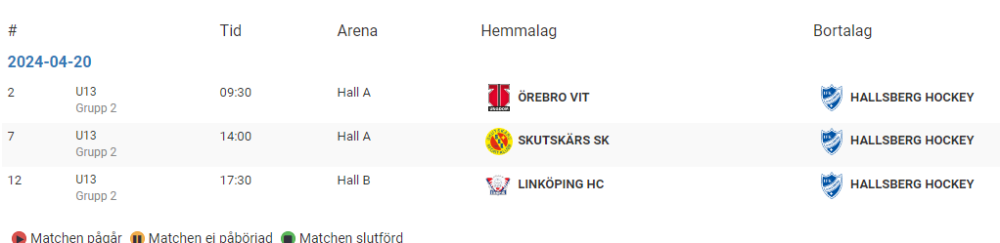 # Tid Arena Hemmalag Bortalag
2024-04-20
2 U13 09:30 Hall A ÖREBRO VIT HALLSBERG HOCKEY
Grupp 2
7 U13 14:00 Hall A SKUTSKÄRS SK HALLSBERG HOCKEY
Grupp 2
12 U13 17:30 Hall B LINKÖPING HC HALLSBERG HOCKEY
Grupp 2
Matchen pågår Matchen ej påbörjad Matchen slutförd